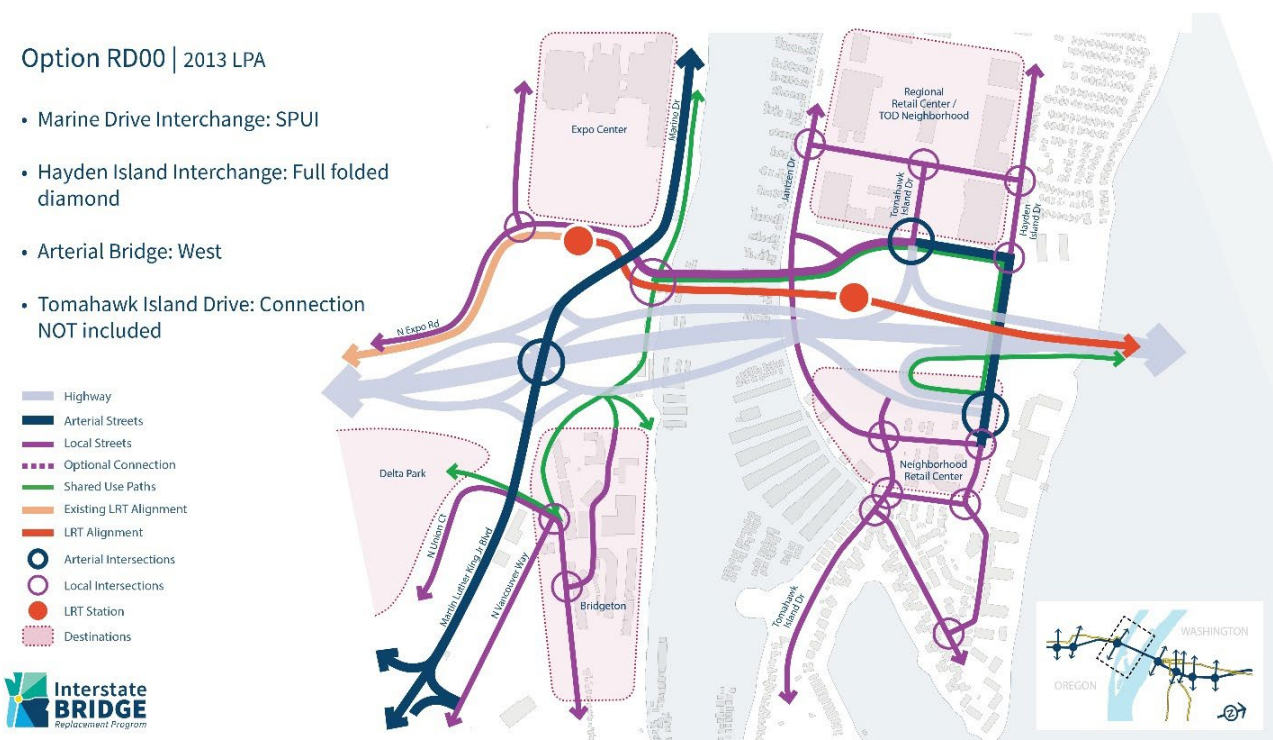 Option RD00 | 2013 LPA
• Marine Drive Interchange: SPUI
• Hayden Island Interchange: Full folded
diamond
• Arterial Bridge: West
• Tomahawk Island Drive: Connection
NOT included
Highway
Arterial Streets
Local Streets
Optional Connection
Shared Use Paths
Existing LRT Alignment
LRT Alignment
Arterial Intersections
Local Intersections
LRT Station
Destinations
Interstate
BRIDGE
Replacement Program
Expo Center
Marine Dr
N Expo Rd
Delta Park
N Union Ct
Martin Luther King Jr Blvd
N Vancouver Way
Bridgeton
Regional
Retail Center /
TOD Neighborhood
Jantzen Dr
Tomahawk
Island Dr
Hayden
Island Dr
Neighborhood
Retail Center
Tomahawk
Island Dr
WASHINGTON
OREGON
Z